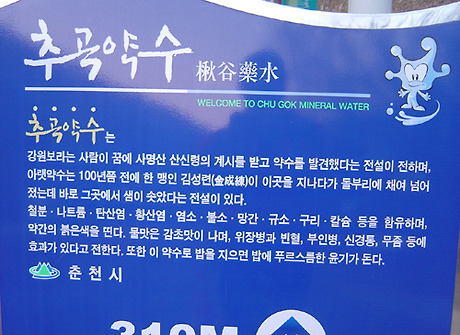 추곡약수 楸谷藥水
WELCOME TO CHU GOK MINERAL WATER
추곡약수는
강원보라는 사람이 꿈에 사명산 산신령의 계시를 받고 약수를 발견했다는 전설이 전하며,
아랫약수는 100년쯤 전에 한 맹인 김성련(金成練)이 이곳을 지나다가 돌부리에 채여 넘어
졌는데 바로 그곳에서 샘이 솟았다는 전설이 있다.
철분·나트륨·탄산염·황산염·염소·불소·망간·규소·구리·칼슘 등을 함유하며,
약간의 붉은색을 띤다. 물맛은 감초맛이 나며, 위장병과 빈혈, 부인병, 신경통, 무좀 등에
효과가 있다고 전한다. 또한 이 약수로 밥을 지으면 밥에 푸르스름한 윤기가 돈다.
춘천시
310M